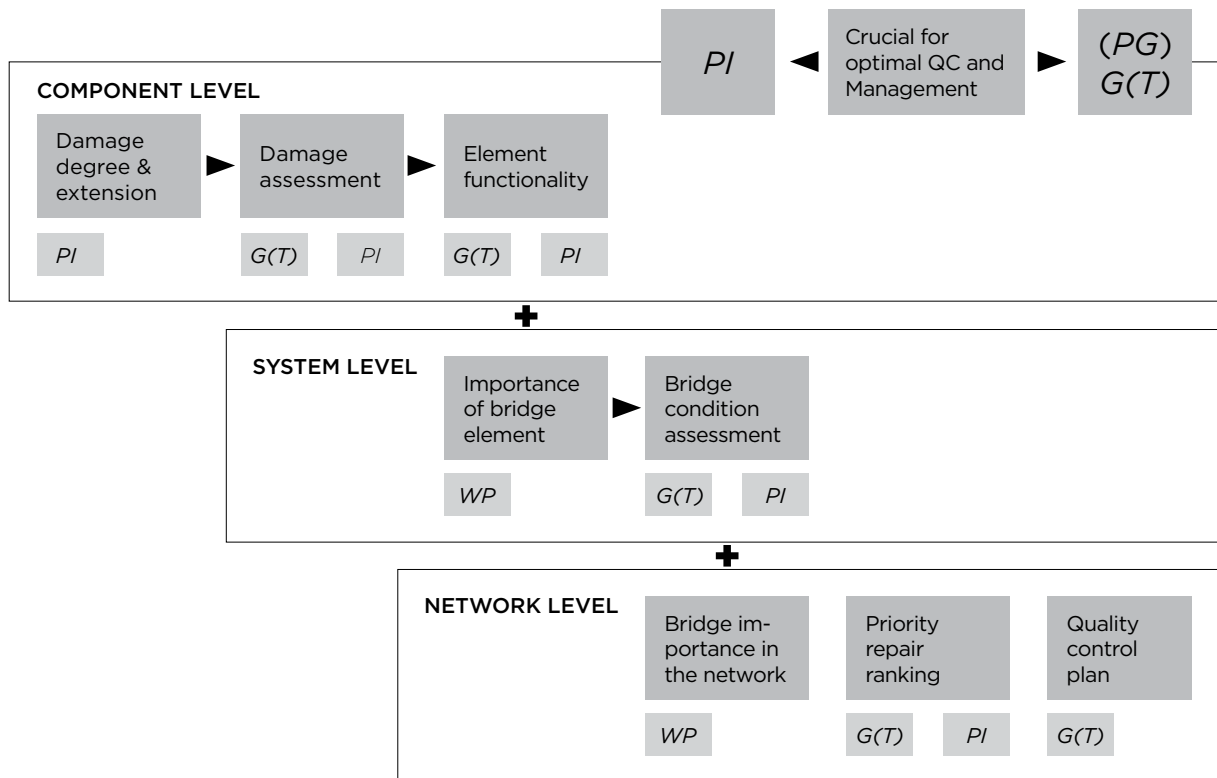 PI
Crucial for
optimal QC and
Management
(PG)
G(T)
COMPONENT LEVEL
Damage
degree &
extension
Damage
assessment
Element
functionality
PI
G(T)
PI
G(T)
PI
SYSTEM LEVEL
Importance
of bridge
element
Bridge
condition
assessment
WP
G(T)
PI
NETWORK LEVEL
Bridge im-
portance in
the network
Priority
repair
ranking
Quality
control
plan
WP
G(T)
PI
G(T)